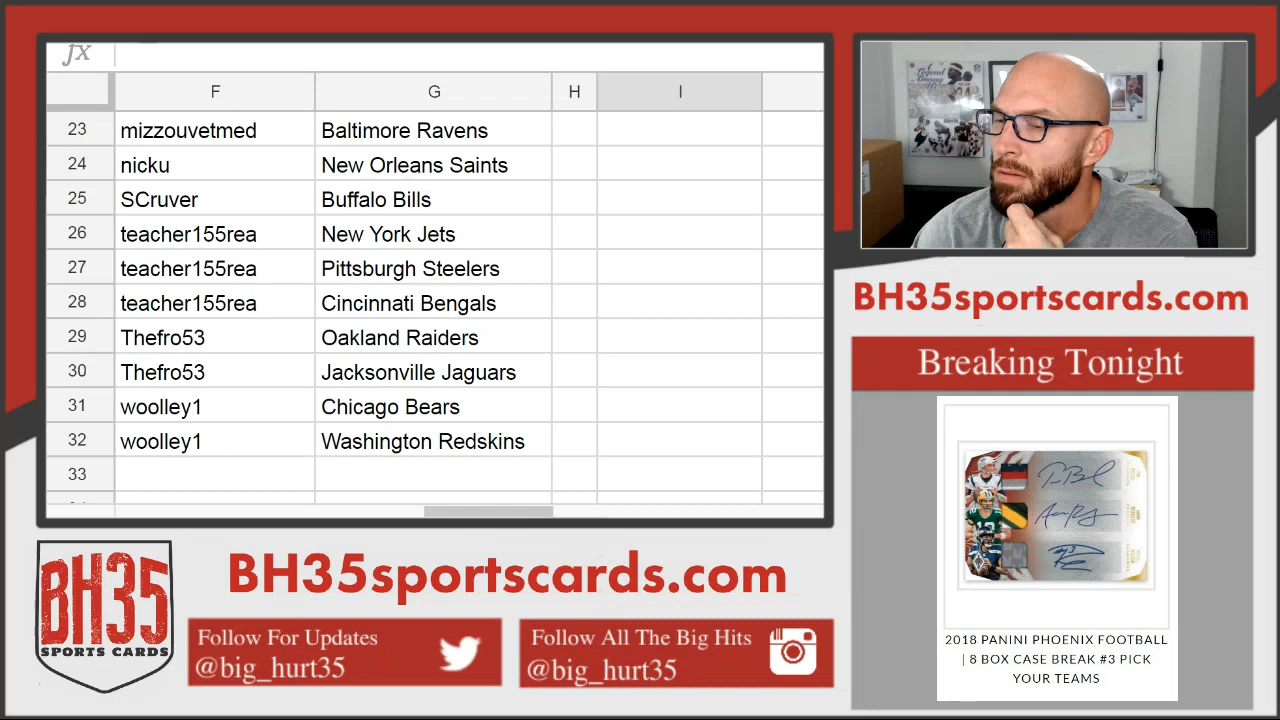 fx
F G H I
23 mizzouvetmed Baltimore Ravens
24 nicku New Orleans Saints
25 SCruver Buffalo Bills
26 teacher155rea New York Jets
27 teacher155rea Pittsburgh Steelers
28 teacher155rea Cincinnati Bengals
29 Thefro53 Oakland Raiders
30 Thefro53 Jacksonville Jaguars
31 woolley1 Chicago Bears
32 woolley1 Washington Redskins
33
BH35sportscards.com
Breaking Tonight
2018 PANINI PHOENIX FOOTBALL
| 8 BOX CASE BREAK #3 PICK
YOUR TEAMS
BH35
SPORTS CARDS
BH35sportscards.com
Follow For Updates
@big_hurt35
Follow All The Big Hits
@big_hurt35